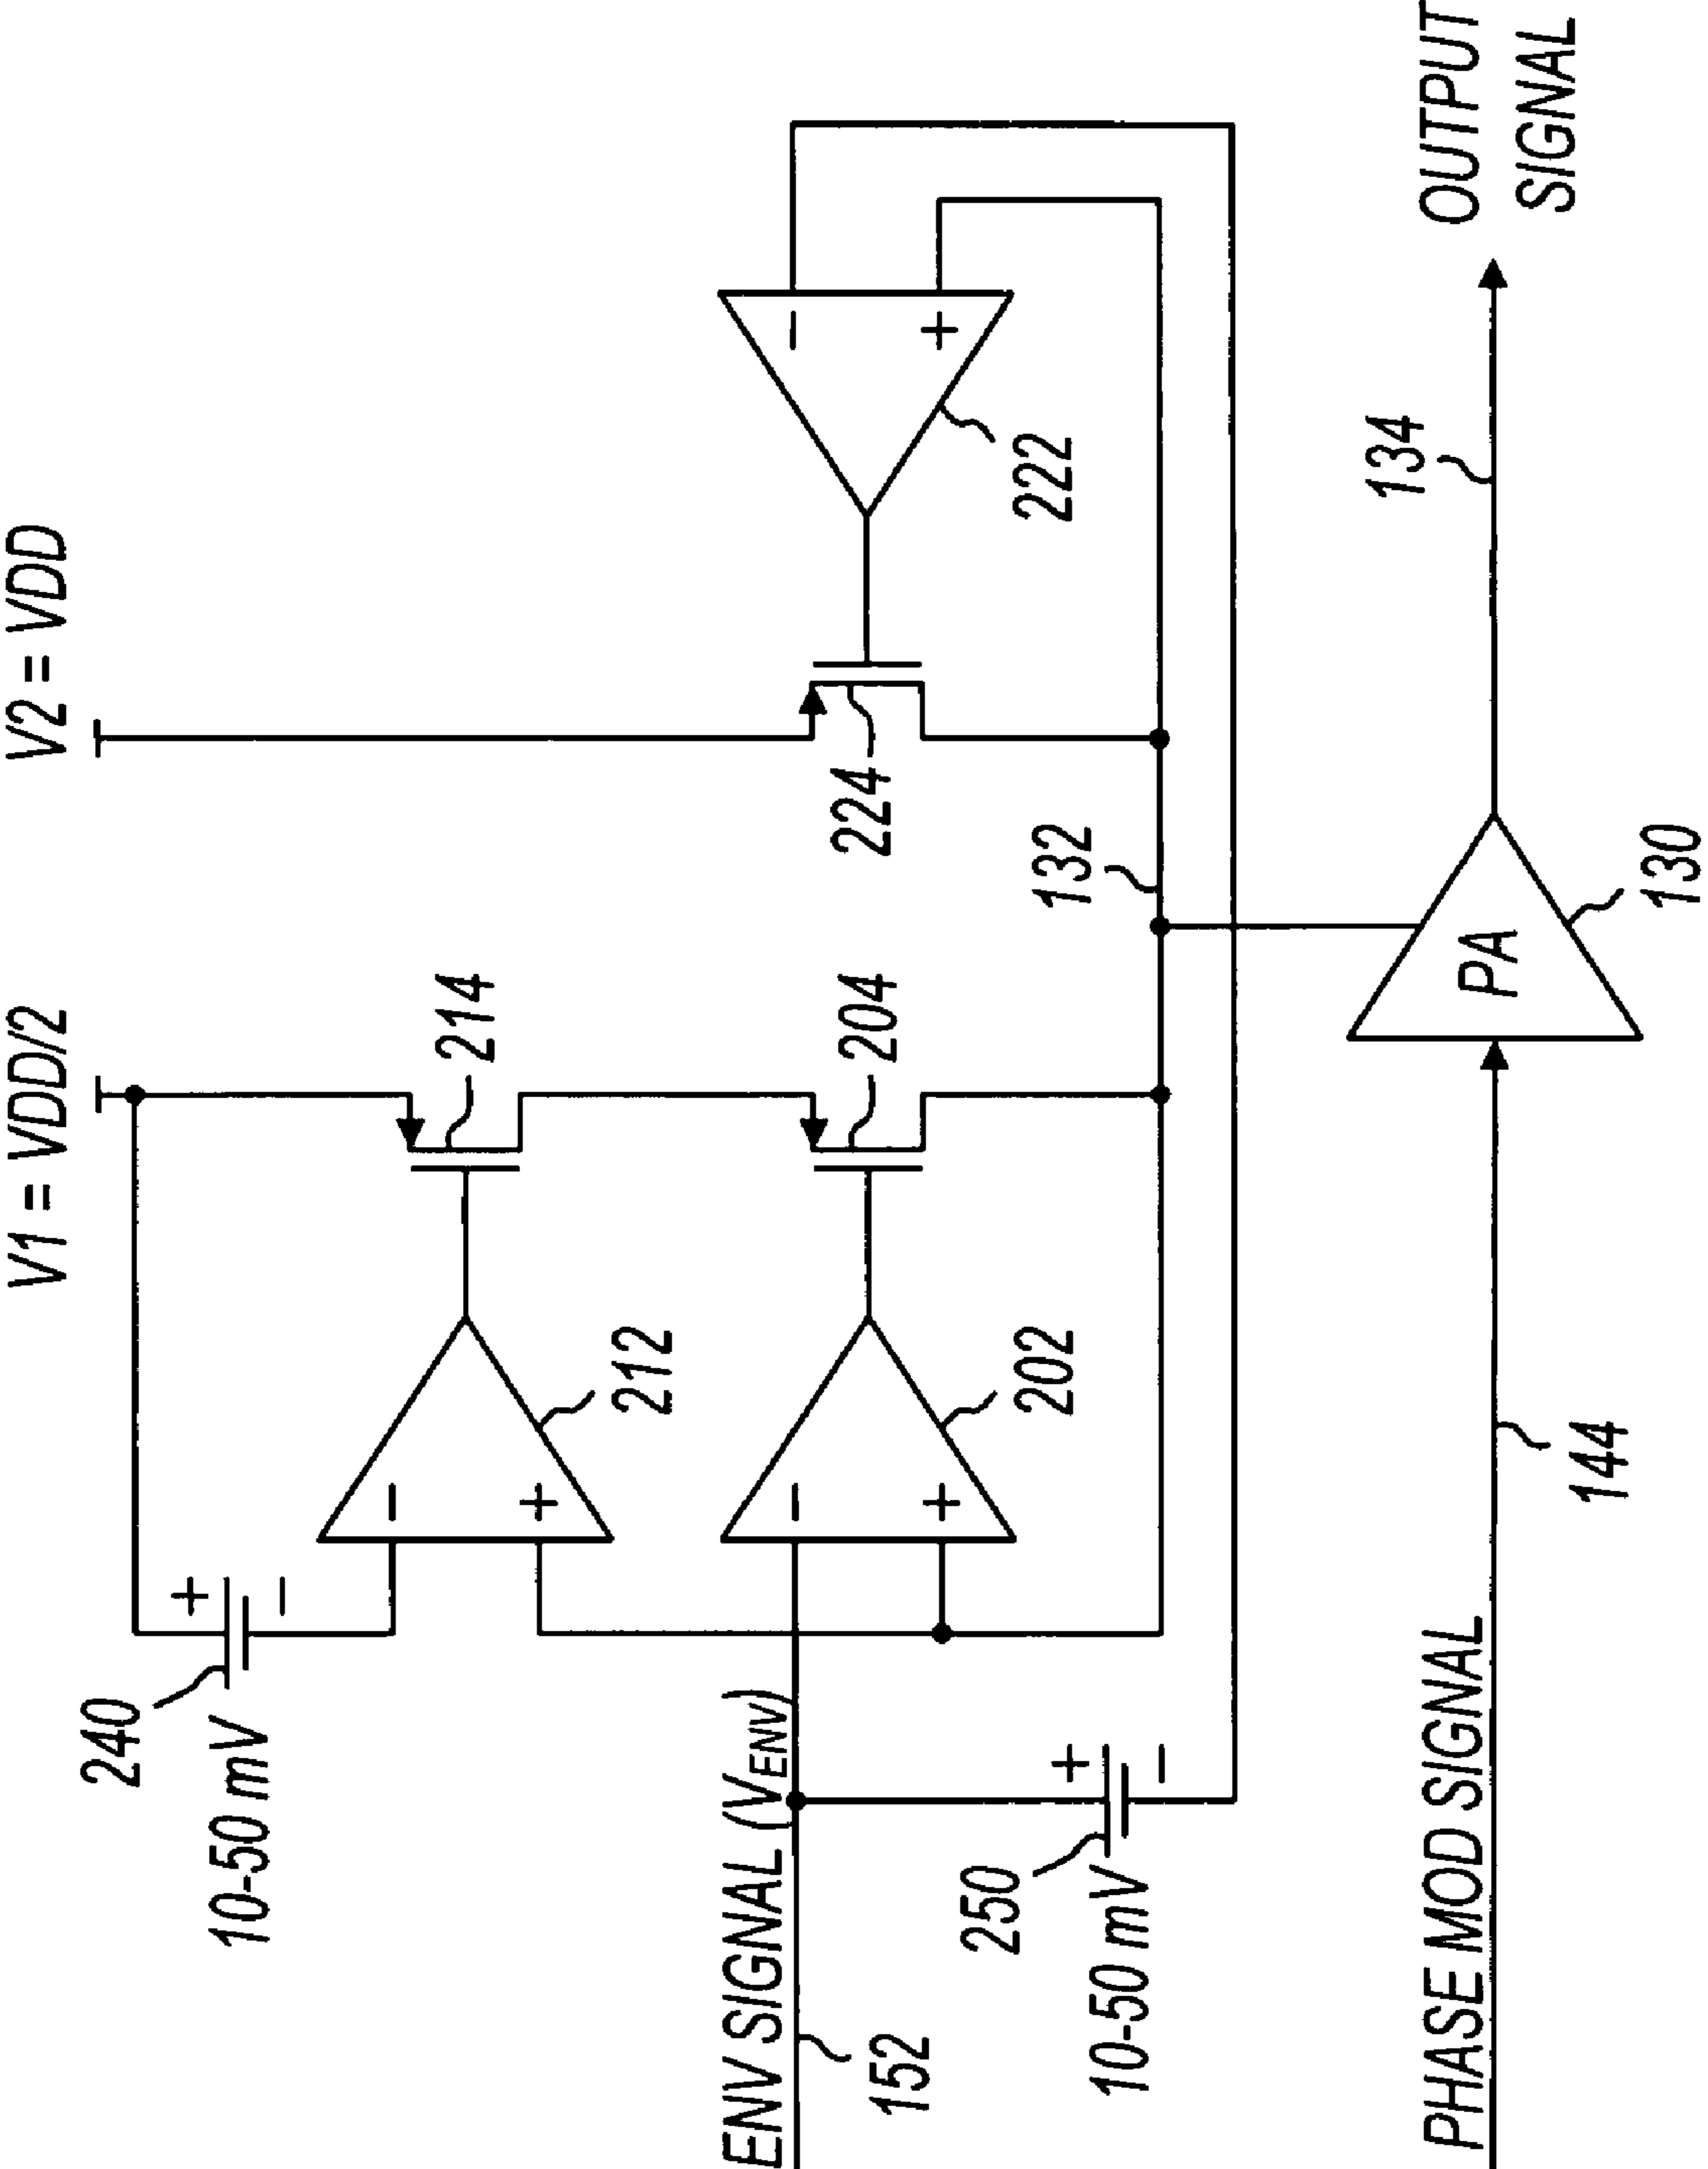 V1 = VDD/2
V2 = VDD
240
+
10-50 mV
−
−
214
+
212
ENV SIGNAL (VENV)
152
−
204
+
202
224
−
+
222
+
250
10-50 mV
−
132
PHASE MOD SIGNAL
144
PA
130
134
OUTPUT
SIGNAL